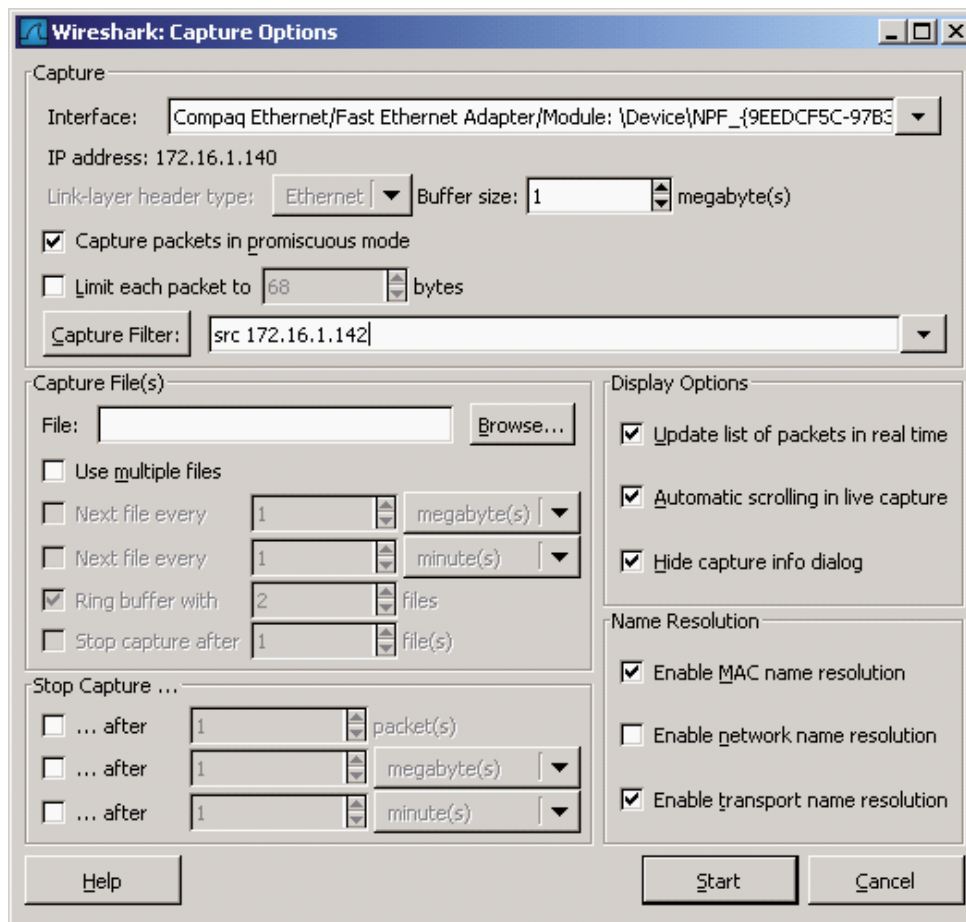 Wireshark: Capture Options
Capture
Interface: Compaq Ethernet/Fast Ethernet Adapter/Module: \Device\NPF_{9EEDCF5C-97B3
IP address: 172.16.1.140
Link-layer header type: Ethernet Buffer size: 1 megabyte(s)
Capture packets in promiscuous mode
Limit each packet to 68 bytes
Capture Filter: src 172.16.1.142
Capture File(s)
File: Browse...
Use multiple files
Next file every 1 megabyte(s)
Next file every 1 minute(s)
Ring buffer with 2 files
Stop capture after 1 file(s)
Stop Capture ...
... after 1 packet(s)
... after 1 megabyte(s)
... after 1 minute(s)
Display Options
Update list of packets in real time
Automatic scrolling in live capture
Hide capture info dialog
Name Resolution
Enable MAC name resolution
Enable network name resolution
Enable transport name resolution
Help Start Cancel